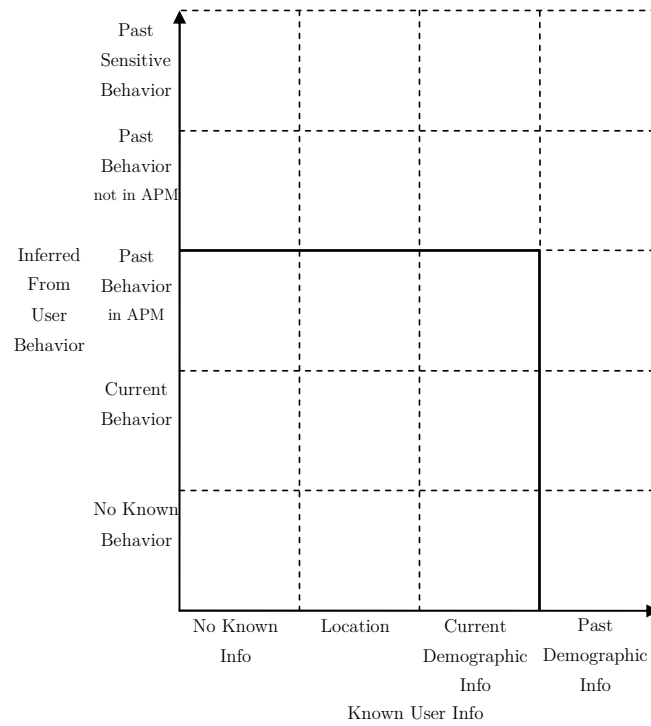 Past
Sensitive
Behavior
Past
Behavior
not in APM
Inferred
From
User
Behavior
Past
Behavior
in APM
Current
Behavior
No Known
Behavior
No Known
Info
Location
Current
Demographic
Info
Past
Demographic
Info
Known User Info